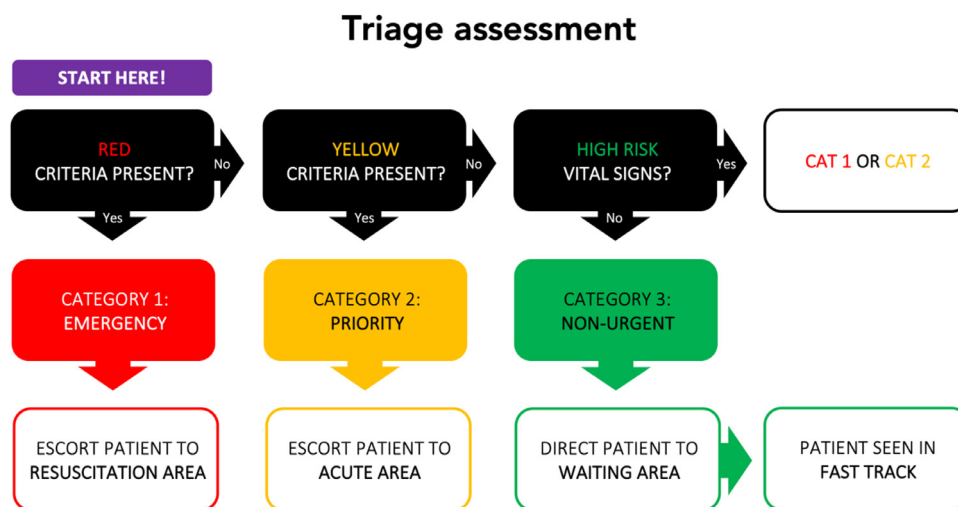 Triage assessment
START HERE!
RED
CRITERIA PRESENT?
No
YELLOW
CRITERIA PRESENT?
No
HIGH RISK
VITAL SIGNS?
Yes
CAT 1 OR CAT 2
Yes
Yes
No
CATEGORY 1:
EMERGENCY
CATEGORY 2:
PRIORITY
CATEGORY 3:
NON-URGENT
ESCORT PATIENT TO
RESUSCITATION AREA
ESCORT PATIENT TO
ACUTE AREA
DIRECT PATIENT TO
WAITING AREA
PATIENT SEEN IN
FAST TRACK